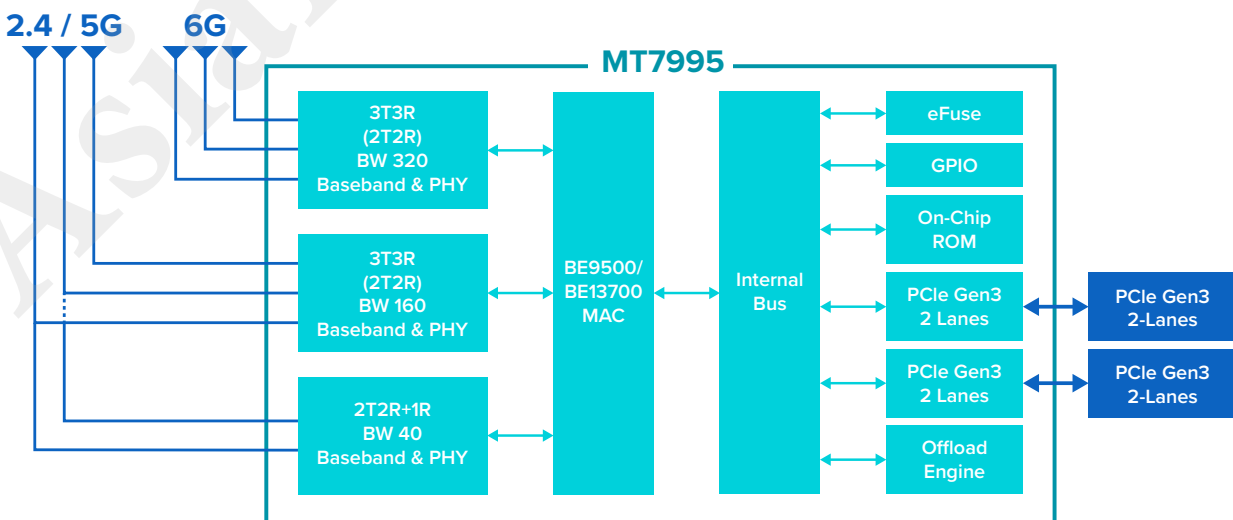 2.4 / 5G
6G
MT7995
3T3R
(2T2R)
BW 320
Baseband & PHY
3T3R
(2T2R)
BW 160
Baseband & PHY
2T2R+1R
BW 40
Baseband & PHY
BE9500/
BE13700
MAC
Internal
Bus
eFuse
GPIO
On-Chip
ROM
PCIe Gen3
2 Lanes
PCIe Gen3
2 Lanes
Offload
Engine
PCIe Gen3
2-Lanes
PCIe Gen3
2-Lanes
Asia